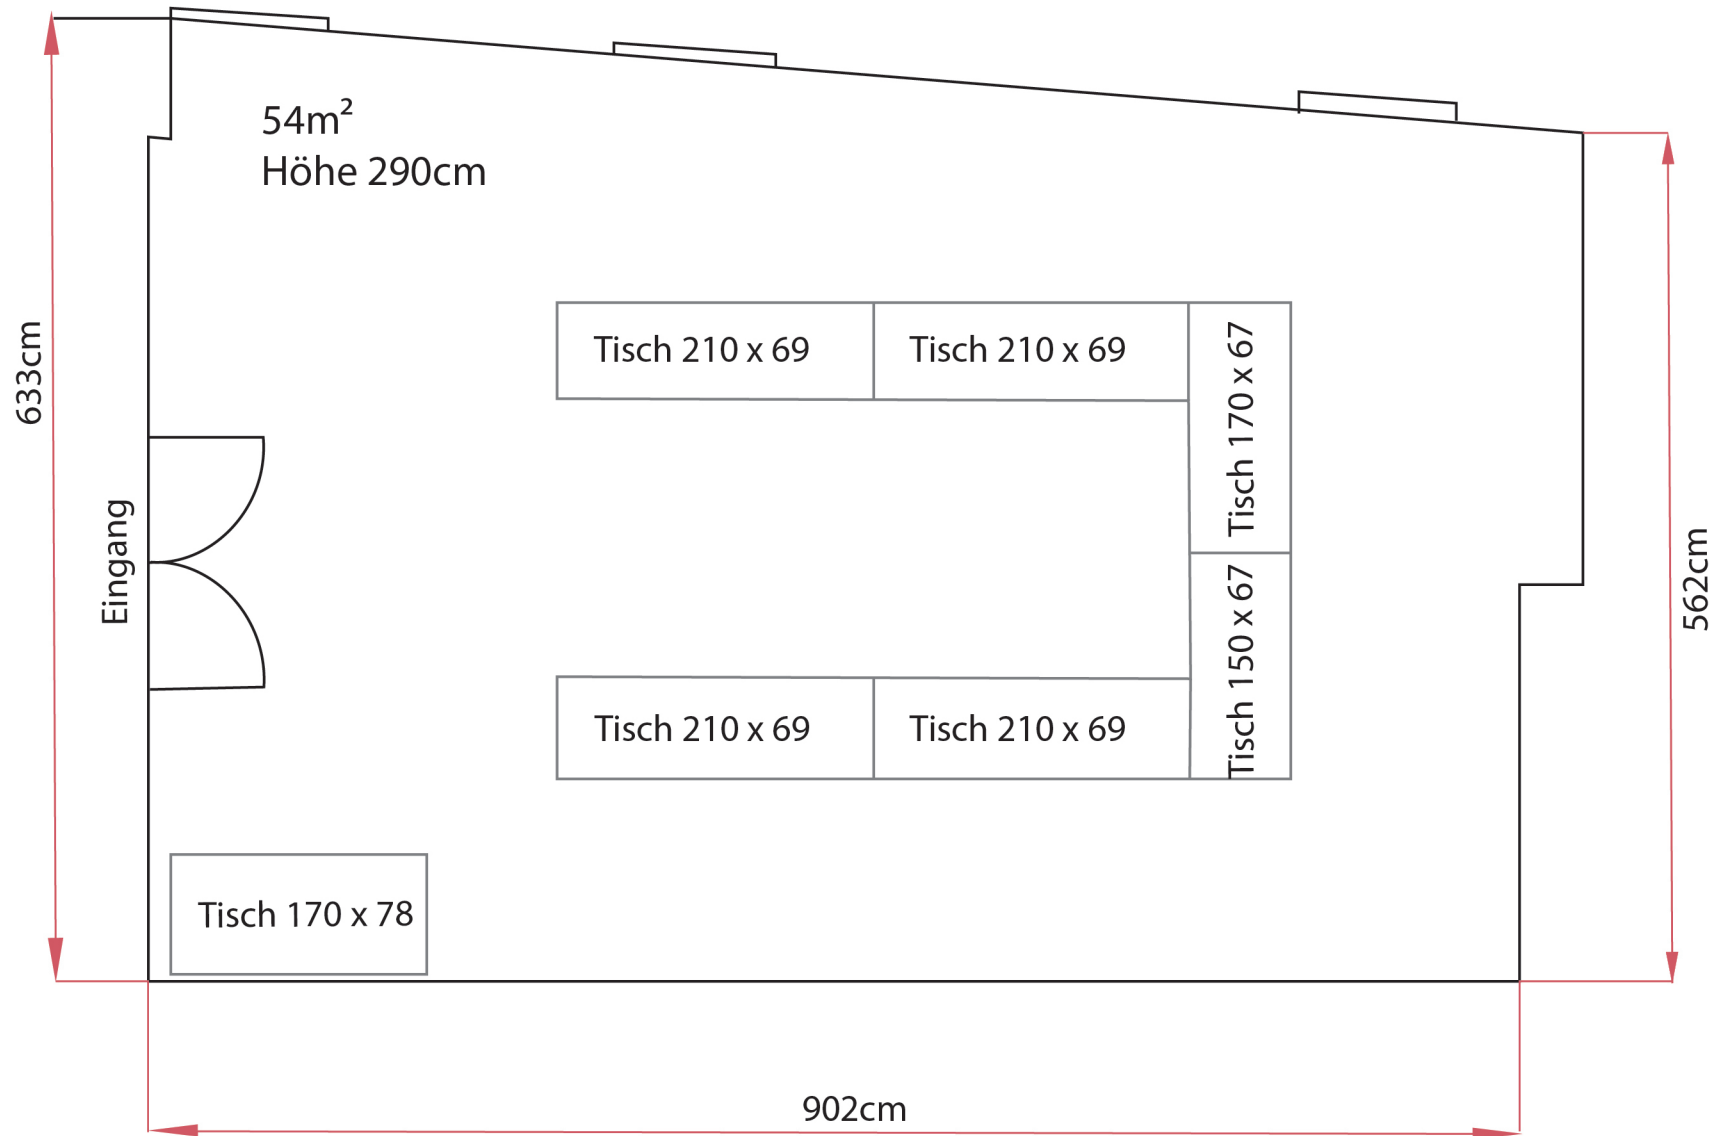 54m²
Höhe 290cm
633cm
Eingang
Tisch 210 x 69
Tisch 210 x 69
Tisch 170 x 67
Tisch 150 x 67
Tisch 210 x 69
Tisch 210 x 69
Tisch 170 x 78
562cm
902cm